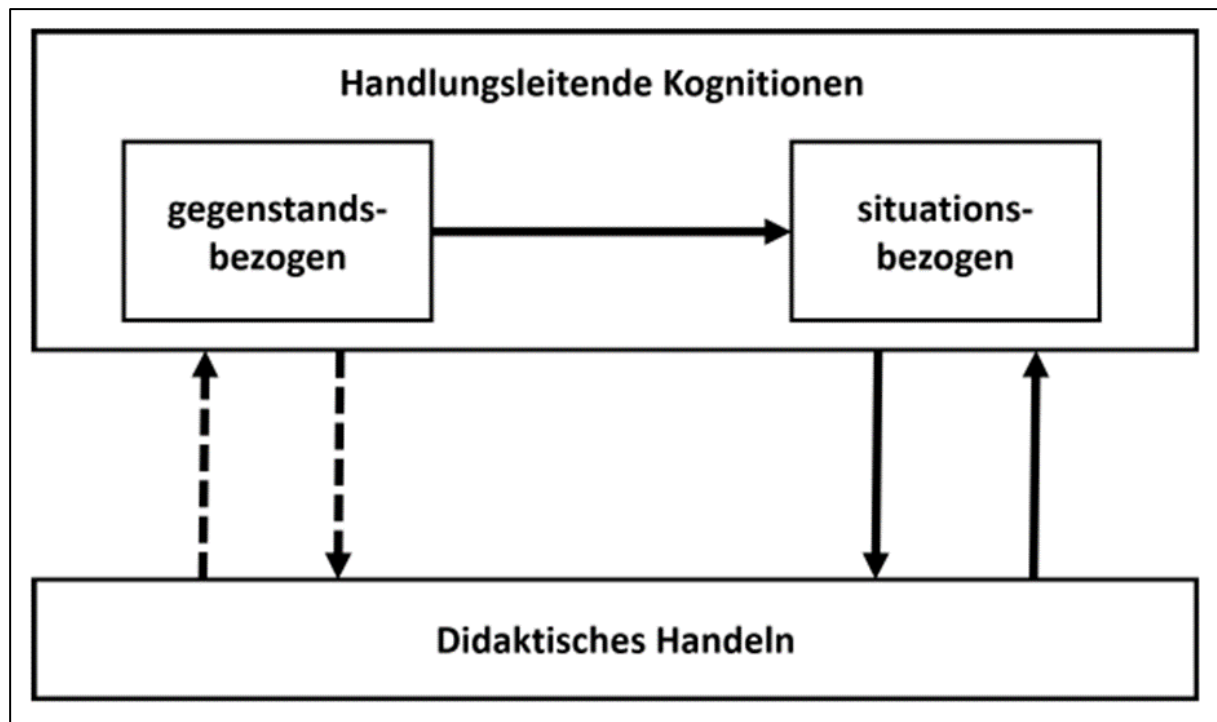 Handlungsleitende Kognitionen
gegenstands-
bezogen
situations-
bezogen
Didaktisches Handeln